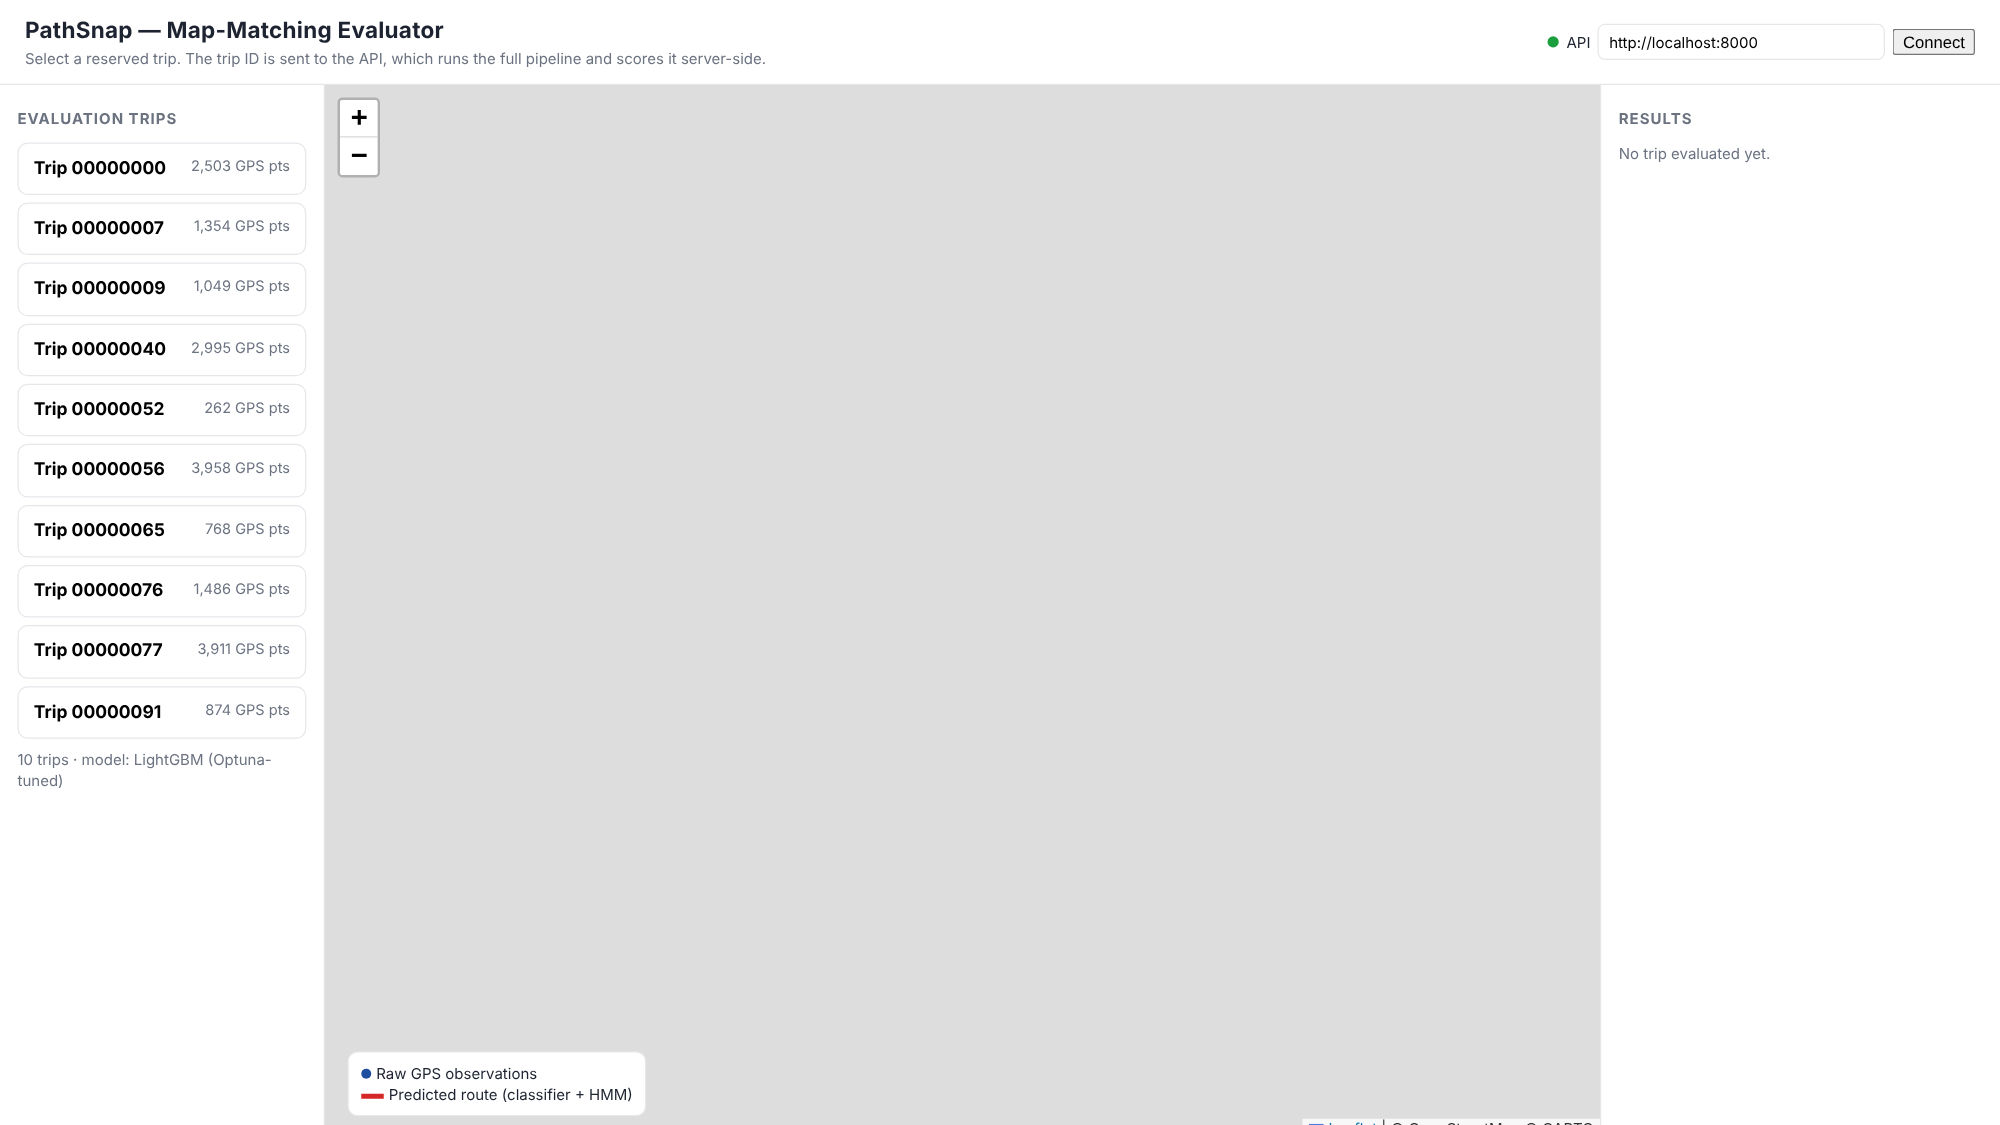 PathSnap — Map-Matching Evaluator
Select a reserved trip. The trip ID is sent to the API, which runs the full pipeline and scores it server-side.
API
http://localhost:8000
Connect
EVALUATION TRIPS
Trip 00000000 2,503 GPS pts
Trip 00000007 1,354 GPS pts
Trip 00000009 1,049 GPS pts
Trip 00000040 2,995 GPS pts
Trip 00000052 262 GPS pts
Trip 00000056 3,958 GPS pts
Trip 00000065 768 GPS pts
Trip 00000076 1,486 GPS pts
Trip 00000077 3,911 GPS pts
Trip 00000091 874 GPS pts
10 trips · model: LightGBM (Optuna-
tuned)
+
−
Raw GPS observations
Predicted route (classifier + HMM)
RESULTS
No trip evaluated yet.